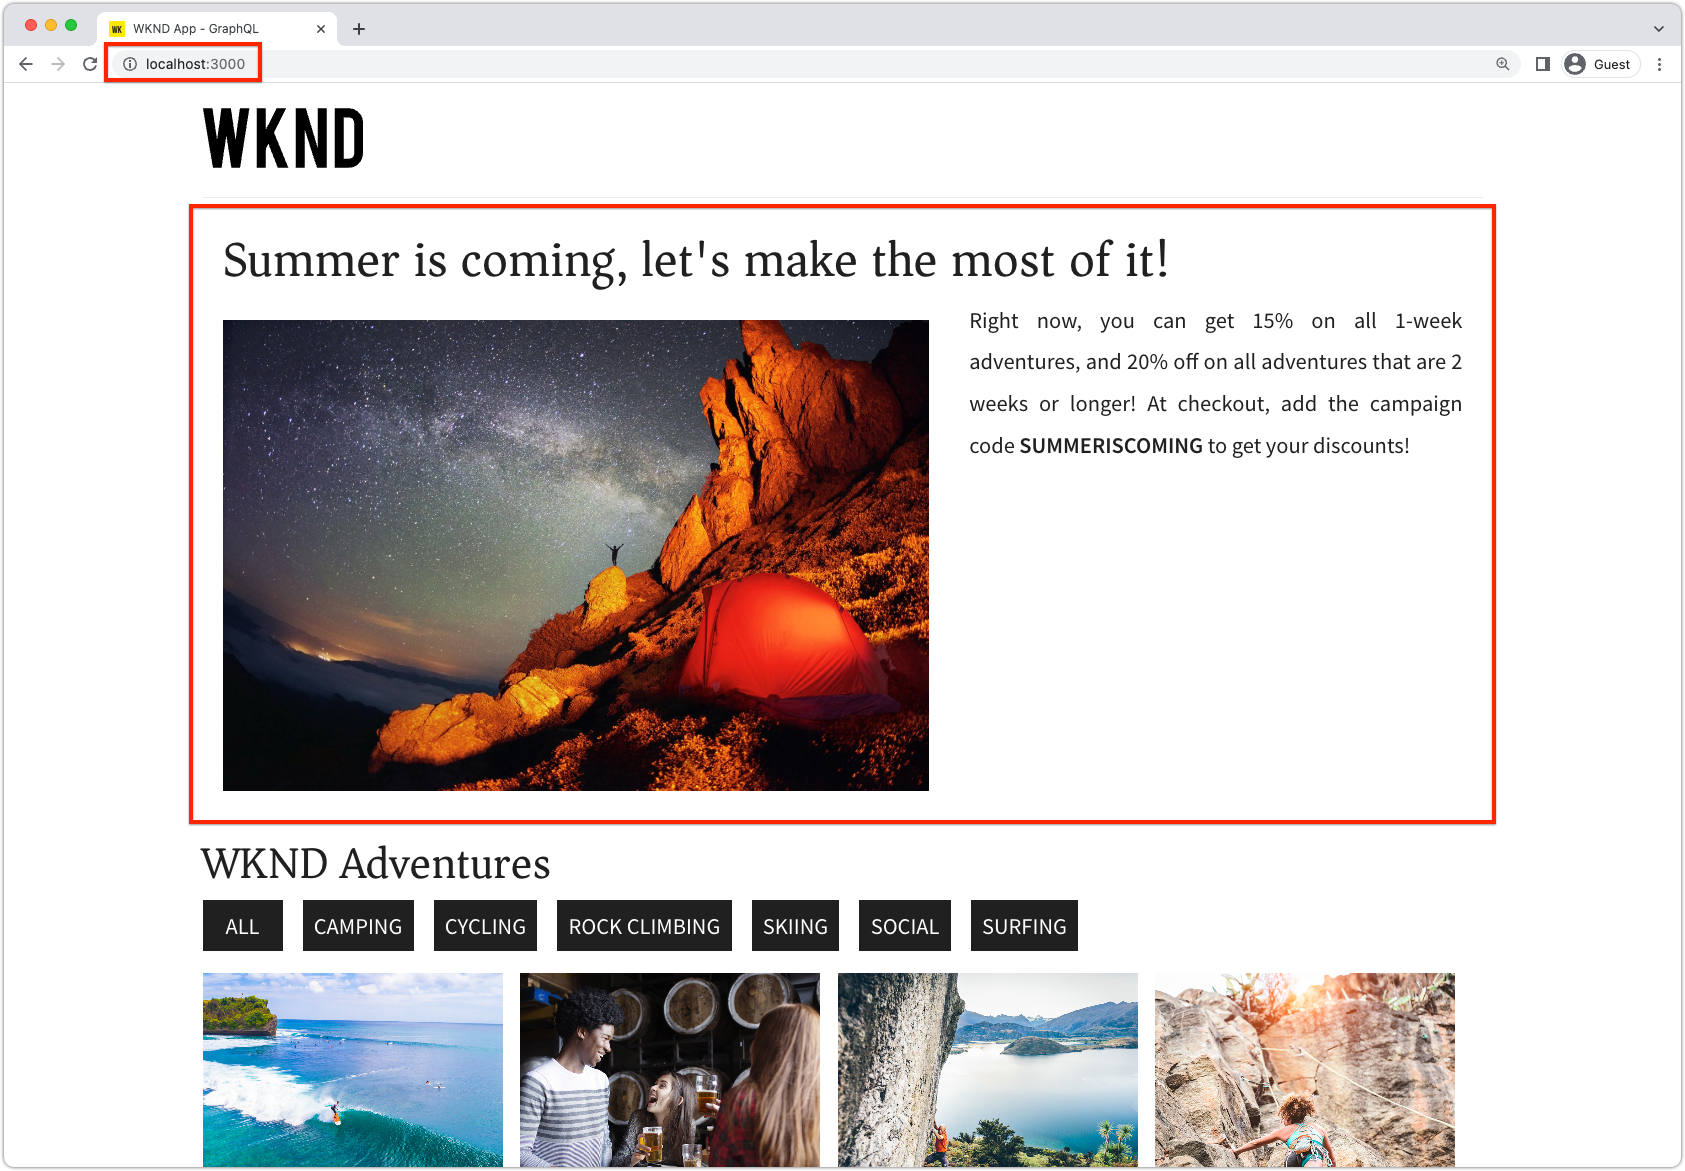 WK WKND App - GraphQL
localhost:3000
Guest
WKND
Summer is coming, let's make the most of it!
Right now, you can get 15% on all 1-week
adventures, and 20% off on all adventures that are 2
weeks or longer! At checkout, add the campaign
code SUMMERISCOMING to get your discounts!
WKND Adventures
ALL CAMPING CYCLING ROCK CLIMBING SKIING SOCIAL SURFING